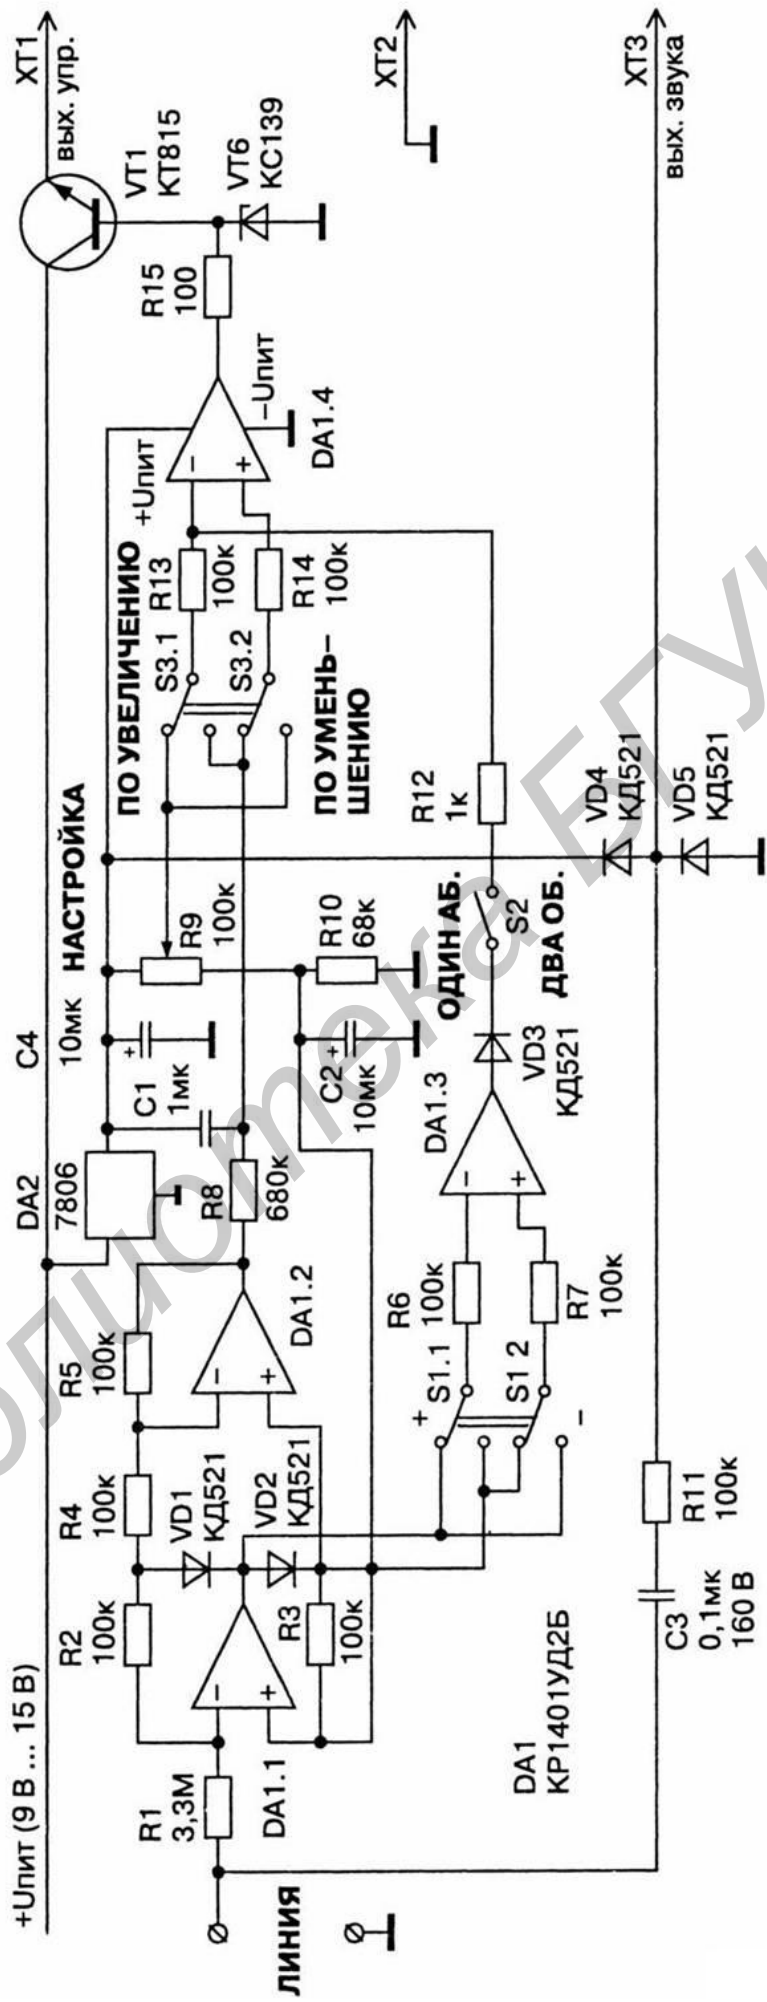 +Uпит (9 В ... 15 В)
XT1
вых. упр.
VT1
КТ815
VT6
КС139
XT2
XT3
вых. звука
R15
100
–Uпит
+Uпит
DA1.4
ПО УВЕЛИЧЕНИЮ
R13
100к
R14
100к
S3.1
S3.2
ПО УМЕНЬ–
ШЕНИЮ
НАСТРОЙКА
R9
100к
R10
68к
C4
10мк
C1
1мк
C2
10мк
DA2
7806
R8
680к
R12
1к
VD4
КД521
VD5
КД521
ОДИН АБ.
S2
ДВА ОБ.
VD3
КД521
DA1.3
R5
100к
DA1.2
R4
100к
VD1
КД521
VD2
КД521
R2
100к
R3
100к
R6
100к
R7
100к
S1.1
S1 2
+
–
R1
3,3М
DA1.1
DA1
КР1401УД2Б
R11
100к
C3
0,1мк
160 В
ЛИНИЯ
−
+
−
+
−
+
−
+
+
+